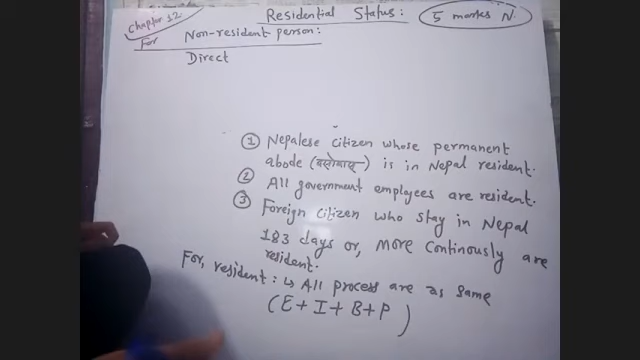 Chapter 12
Residential Status:
5 marks N.
For Non-resident person:
Direct
① Nepalese citizen whose permanent
abode (बसोबास) is in Nepal resident.
② All government employees are resident.
③ Foreign citizen who stay in Nepal
183 days or, more continously are
resident.
For, resident: ↳ All process are as same
(E+I+B+P)